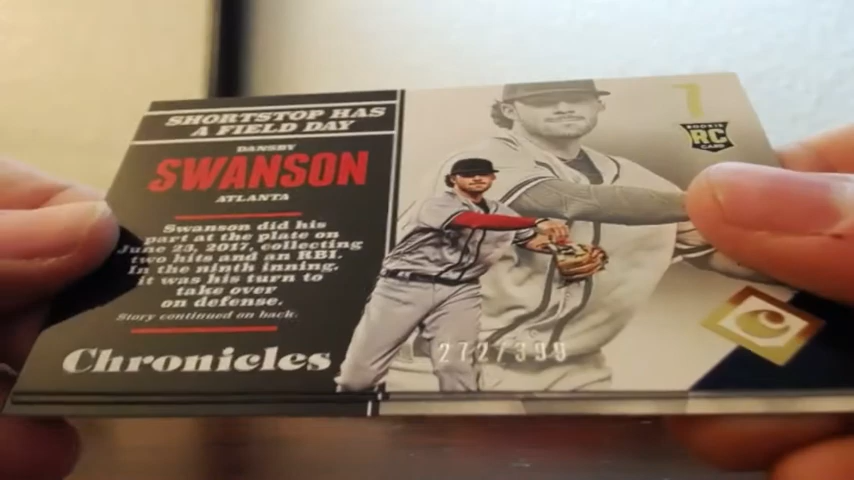 SHORTSTOP HAS
A FIELD DAY
DANSBY
SWANSON
ATLANTA
Swanson did his
part at the plate on
June 23, 2017, collecting
two hits and an RBI.
In the ninth inning,
it was his turn to
take over
on defense.
Story continued on back.
Chronicles
ROOKIE
RC
CARD
272/399